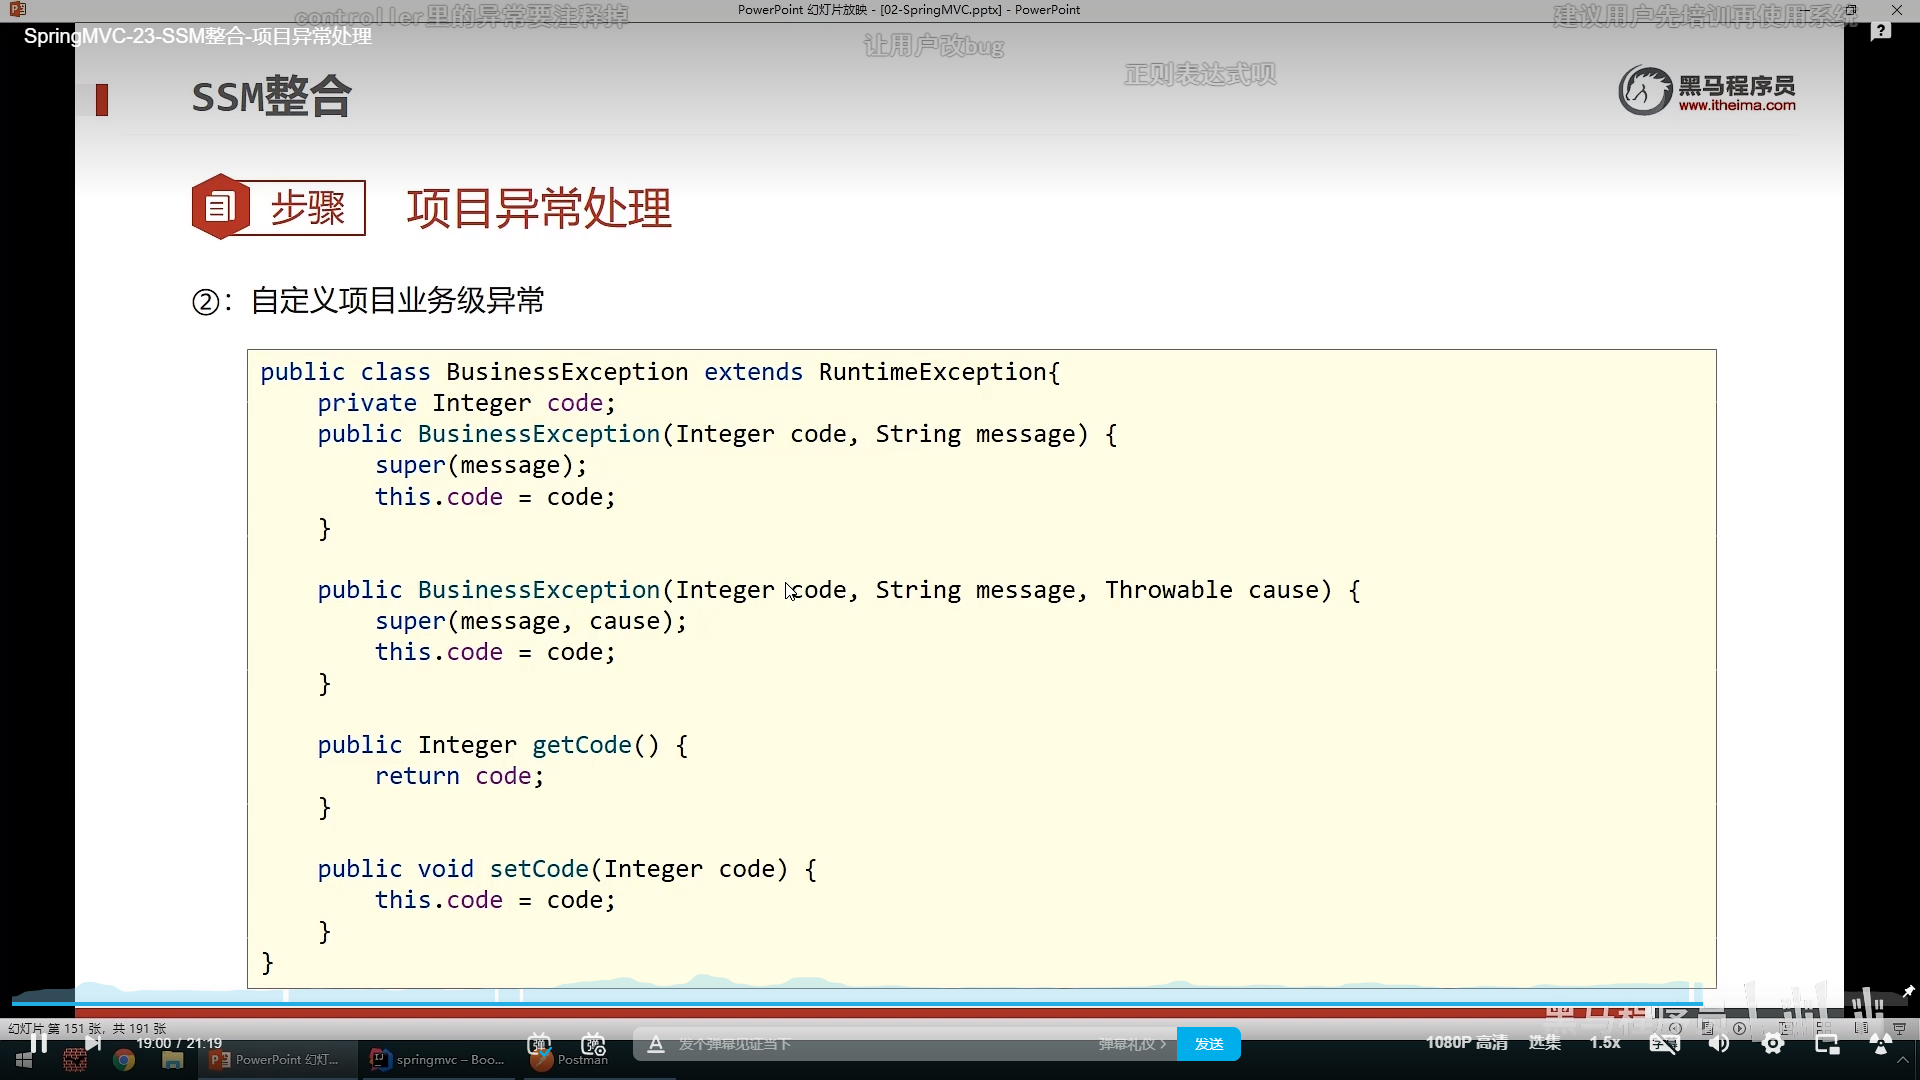 PowerPoint 幻灯片放映 - [02-SpringMVC.pptx] - PowerPoint
controller里的异常要注释掉
建议用户先培训再使用系统
SpringMVC-23-SSM整合-项目异常处理
让用户改bug
正则表达式呗
SSM整合
黑马程序员
www.itheima.com
步骤 项目异常处理
②：自定义项目业务级异常
public class BusinessException extends RuntimeException{
    private Integer code;
    public BusinessException(Integer code, String message) {
        super(message);
        this.code = code;
    }

    public BusinessException(Integer code, String message, Throwable cause) {
        super(message, cause);
        this.code = code;
    }

    public Integer getCode() {
        return code;
    }

    public void setCode(Integer code) {
        this.code = code;
    }
}
幻灯片 第 151 张，共 191 张
19:00 / 21:19
发个弹幕见证当下
弹幕礼仪 >
发送
1080P 高清
选集
1.5x
PowerPoint 幻灯...
springmvc – Boo...
Postman